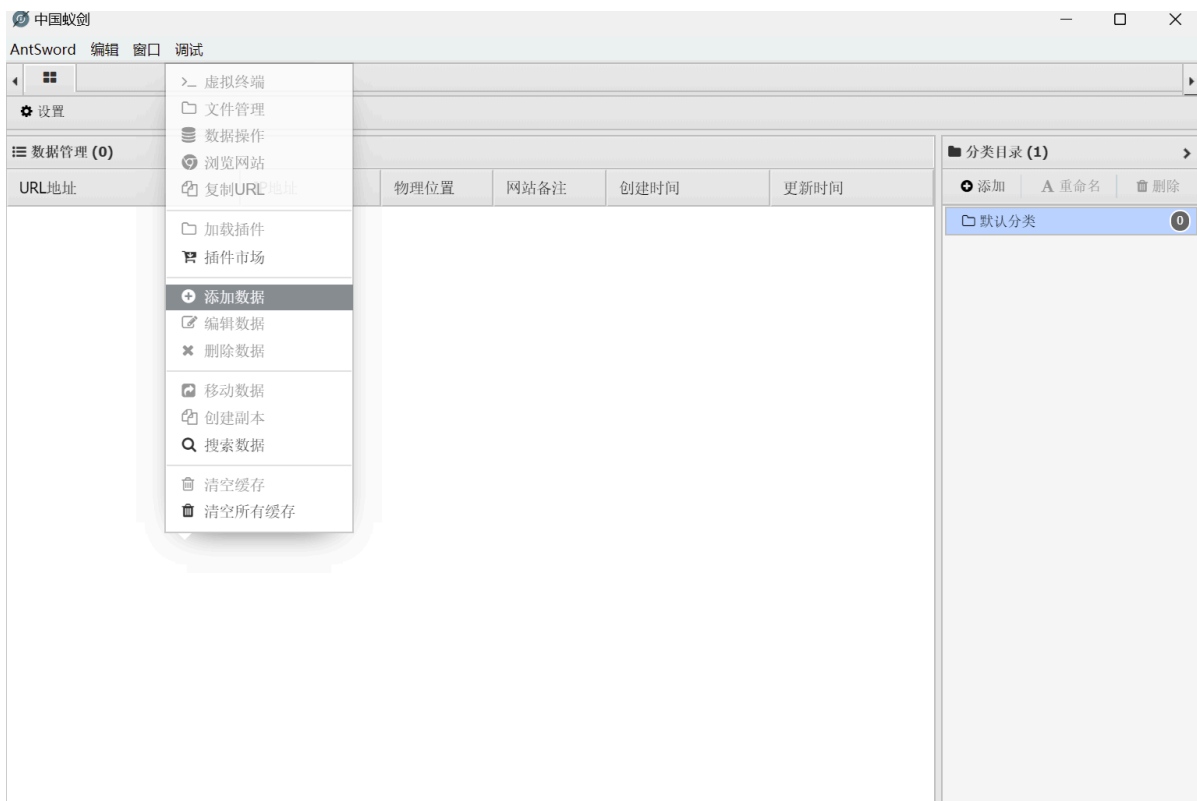 中国蚁剑
AntSword 编辑 窗口 调试
设置
数据管理 (0)
URL地址 地址 物理位置 网站备注 创建时间 更新时间
虚拟终端
文件管理
数据操作
浏览网站
复制URL
加载插件
插件市场
添加数据
编辑数据
删除数据
移动数据
创建副本
搜索数据
清空缓存
清空所有缓存
分类目录 (1)
添加 重命名 删除
默认分类 0